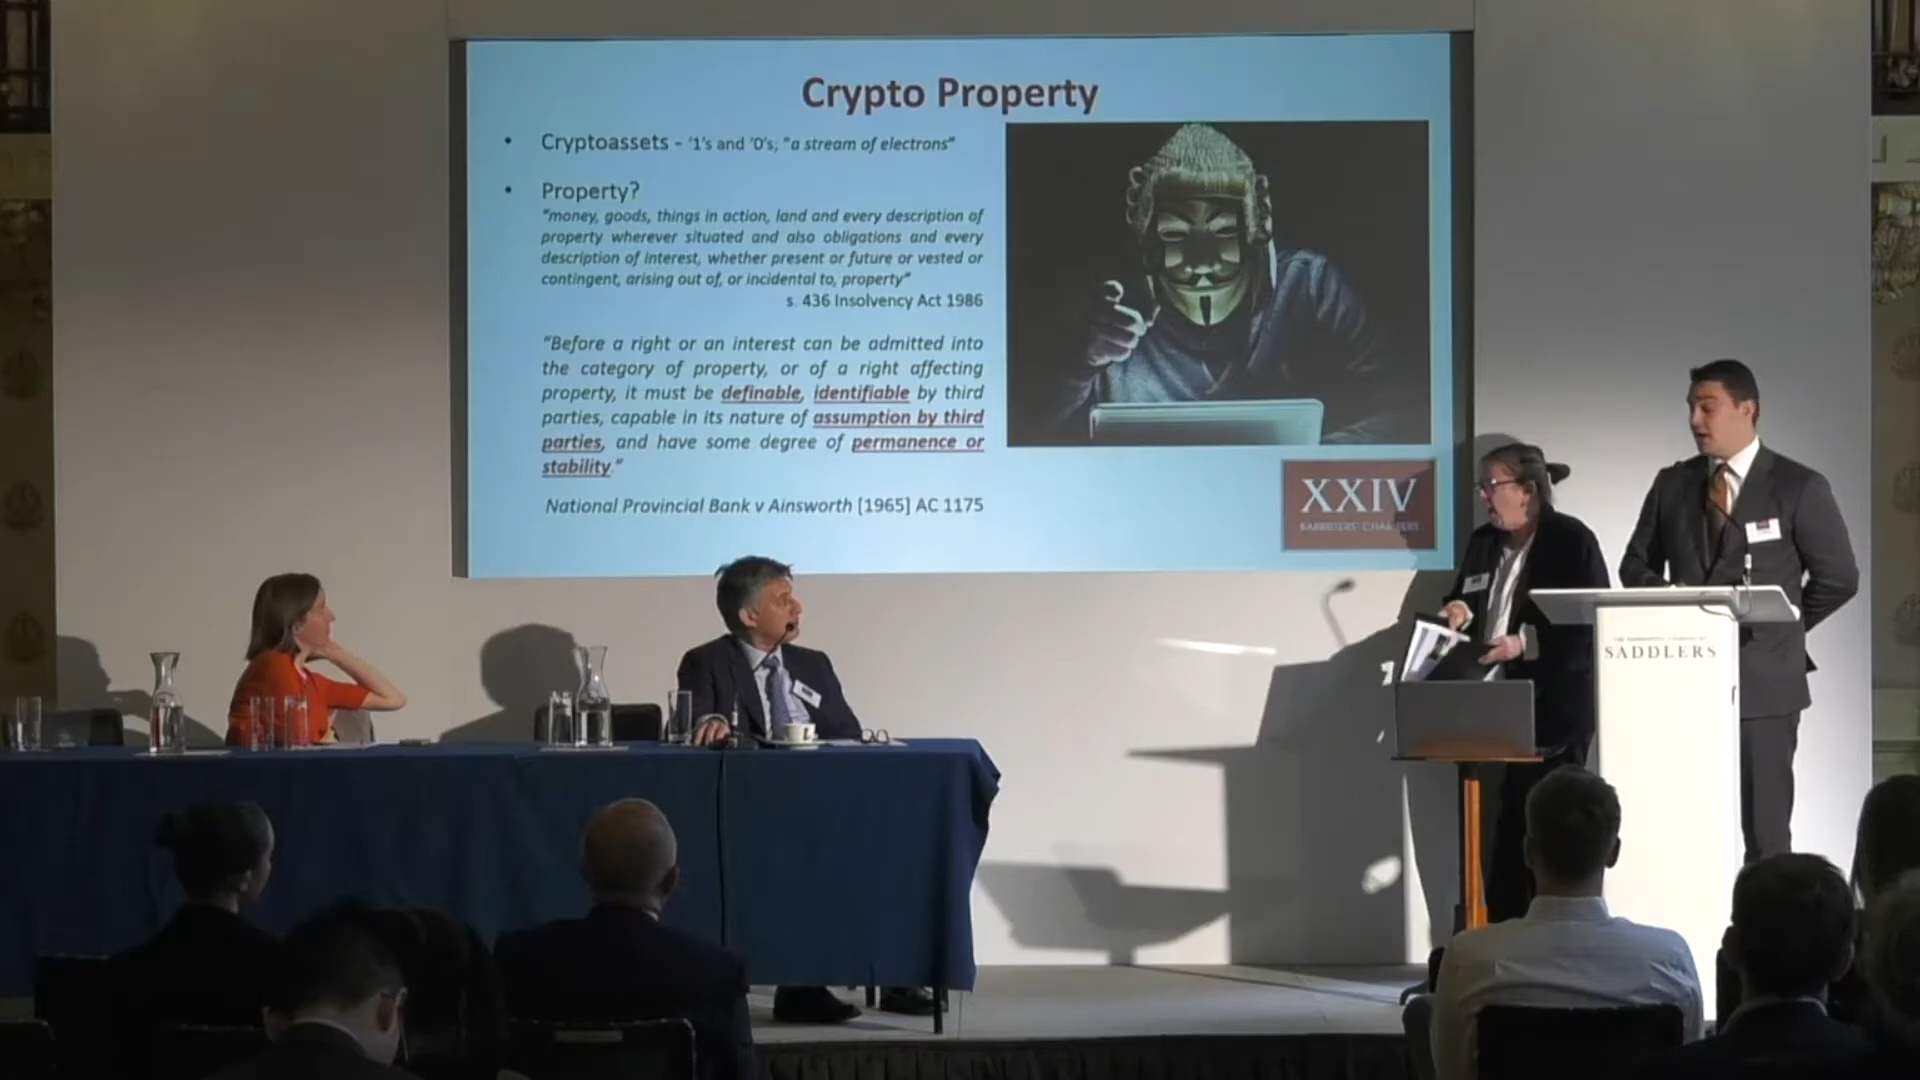 Crypto Property
• Cryptoassets - '1's and '0's; "a stream of electrons"
• Property?
"money, goods, things in action, land and every description of
property wherever situated and also obligations and every
description of interest, whether present or future or vested or
contingent, arising out of, or incidental to, property"
s. 436 Insolvency Act 1986
"Before a right or an interest can be admitted into
the category of property, or of a right affecting
property, it must be definable, identifiable by third
parties, capable in its nature of assumption by third
parties, and have some degree of permanence or
stability."
National Provincial Bank v Ainsworth [1965] AC 1175
XXIV
BARRISTERS' CHAMBERS
SADDLERS